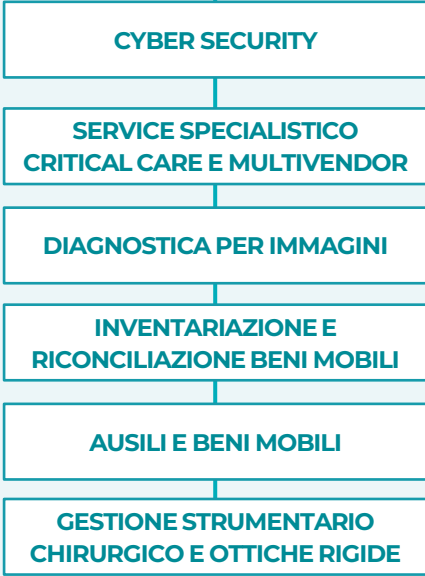 CYBER SECURITY
SERVICE SPECIALISTICO
CRITICAL CARE E MULTIVENDOR
DIAGNOSTICA PER IMMAGINI
INVENTARIAZIONE E
RICONCILIAZIONE BENI MOBILI
AUSILI E BENI MOBILI
GESTIONE STRUMENTARIO
CHIRURGICO E OTTICHE RIGIDE